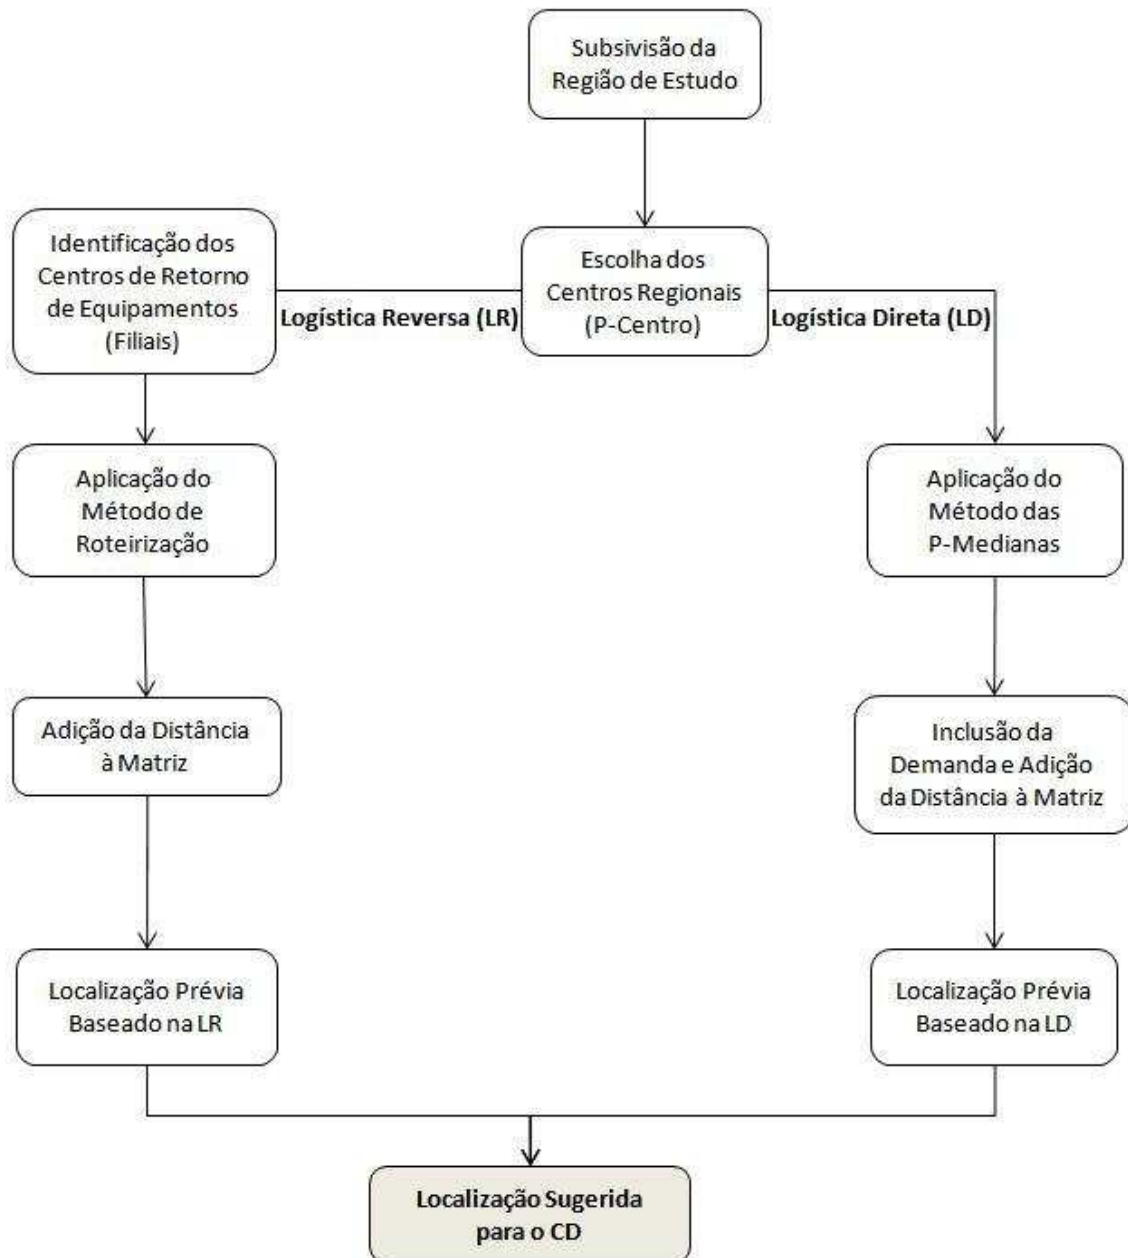 Subsivisão da
Região de Estudo
Identificação dos
Centros de Retorno
de Equipamentos
(Filiais)
Logística Reversa (LR)
Escolha dos
Centros Regionais
(P-Centro)
Logística Direta (LD)
Aplicação do
Método de
Roteirização
Aplicação do
Método das
P-Medianas
Adição da Distância
à Matriz
Inclusão da
Demanda e Adição
da Distância à Matriz
Localização Prévia
Baseado na LR
Localização Prévia
Baseado na LD
Localização Sugerida
para o CD